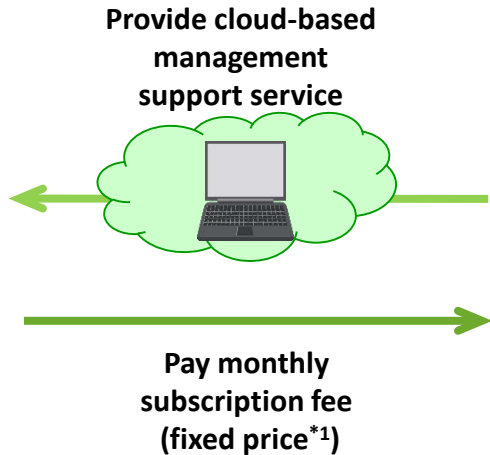 Provide cloud-based
management
support service
Pay monthly
subscription fee
(fixed price*1)